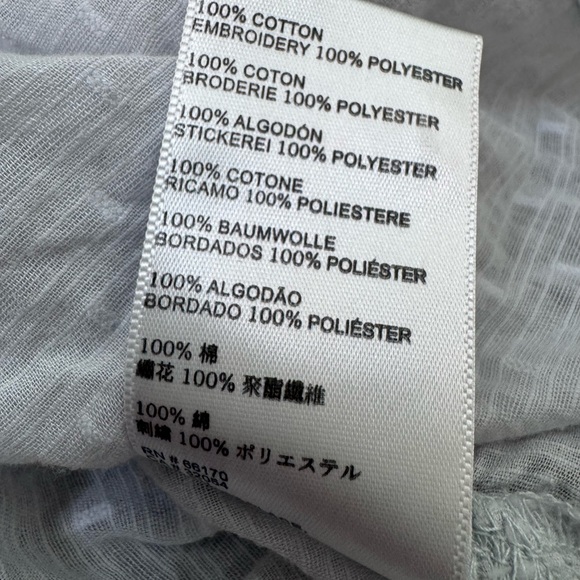 100% COTTON
EMBROIDERY 100% POLYESTER
100% COTON
BRODERIE 100% POLYESTER
100% ALGODÓN
STICKEREI 100% POLYESTER
100% COTONE
RICAMO 100% POLIESTERE
100% BAUMWOLLE
BORDADOS 100% POLIÉSTER
100% ALGODÃO
BORDADO 100% POLIÉSTER
100% 棉
繡花 100% 聚酯纖維
100% 綿
刺繍 100% ポリエステル
RN # 66170